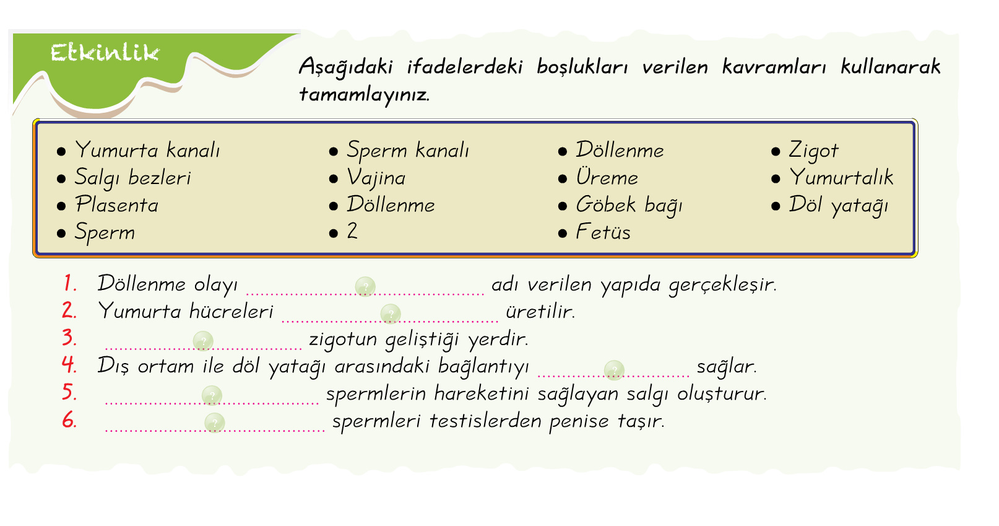 Etkinlik
Aşağıdaki ifadelerdeki boşlukları verilen kavramları kullanarak
tamamlayınız.
• Yumurta kanalı • Sperm kanalı • Döllenme • Zigot
• Salgı bezleri • Vajina • Üreme • Yumurtalık
• Plasenta • Döllenme • Göbek bağı • Döl yatağı
• Sperm • 2 • Fetüs
1. Döllenme olayı ........ ? ........ adı verilen yapıda gerçekleşir.
2. Yumurta hücreleri ........ ? ........ üretilir.
3. ........ ? ........ zigotun geliştiği yerdir.
4. Dış ortam ile döl yatağı arasındaki bağlantıyı ........ ? ........ sağlar.
5. ........ ? ........ spermlerin hareketini sağlayan salgı oluşturur.
6. ........ ? ........ spermleri testislerden penise taşır.